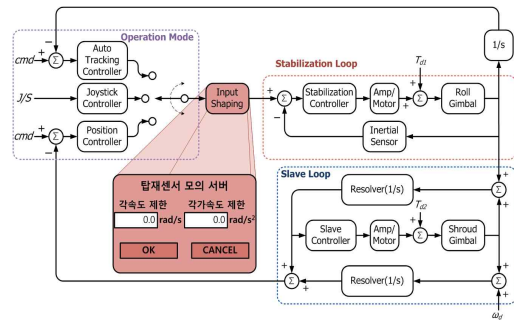 Operation Mode
cmd
Auto
Tracking
Controller
J/S
Joystick
Controller
cmd
Position
Controller
Input
Shaping
탑재센서 모의 서버
각속도 제한
각가속도 제한
0.0 rad/s
0.0 rad/s²
OK
CANCEL
1/s
Stabilization Loop
Σ
Σ
Σ
Stabilization
Controller
Amp/
Motor
T_d1
Σ
Roll
Gimbal
Inertial
Sensor
Slave Loop
Resolver(1/s)
Σ
Slave
Controller
Amp/
Motor
T_d2
Σ
Shroud
Gimbal
Σ
Resolver(1/s)
Σ
ω_d